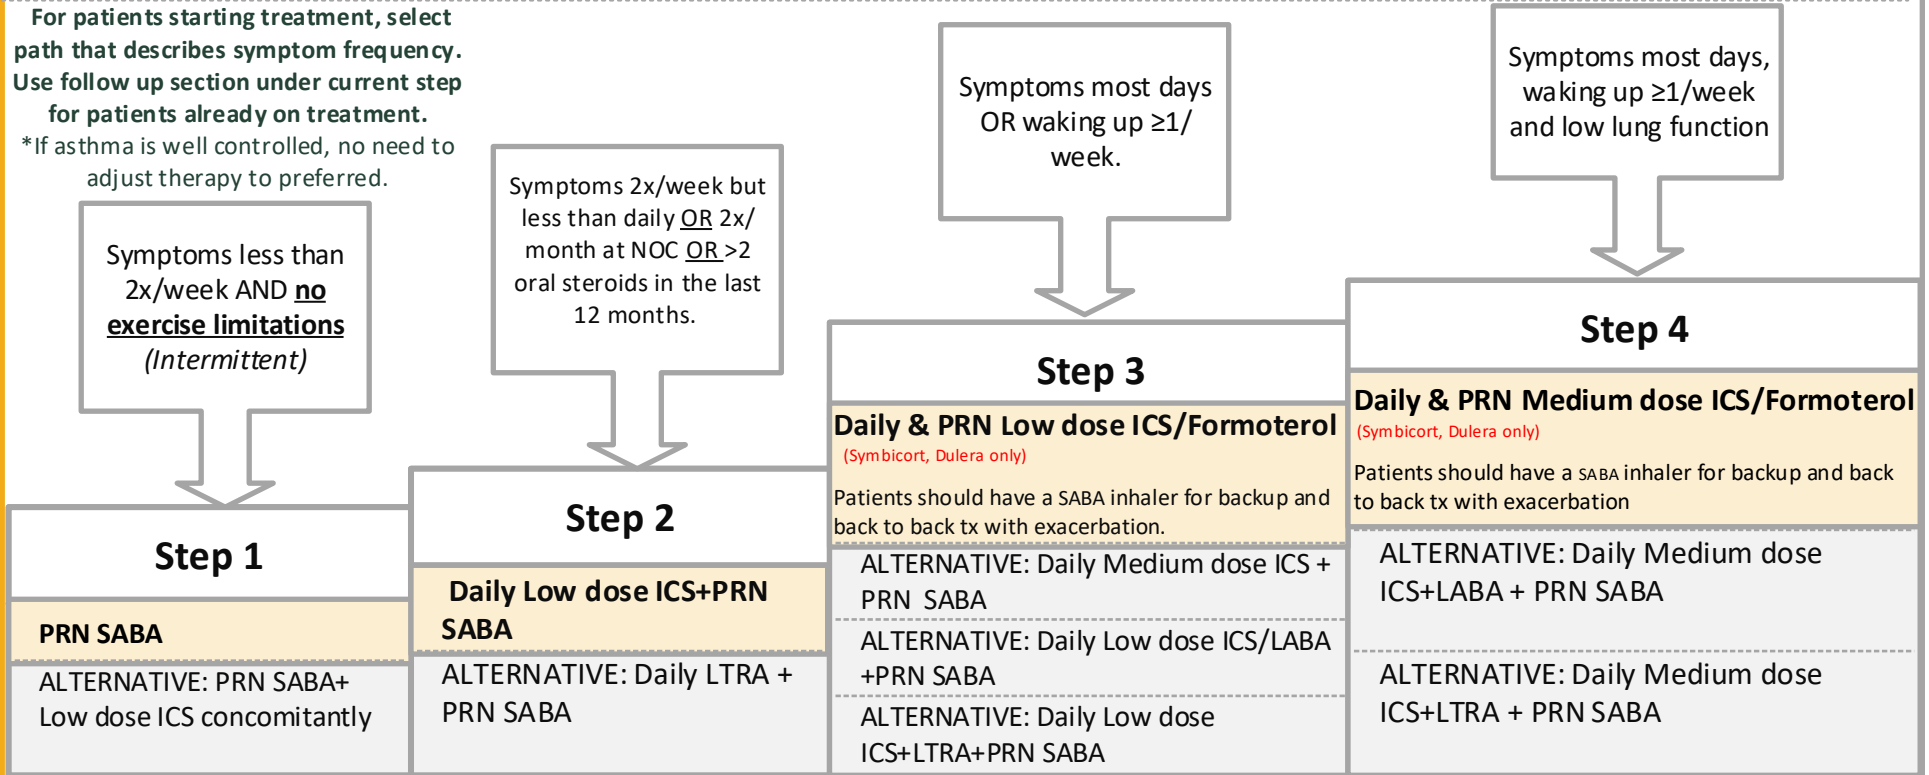 For patients starting treatment, select
path that describes symptom frequency.
Use follow up section under current step
for patients already on treatment.
*If asthma is well controlled, no need to
adjust therapy to preferred.
Symptoms less than
2x/week AND no
exercise limitations
(Intermittent)
Step 1
PRN SABA
ALTERNATIVE: PRN SABA+
Low dose ICS concomitantly
Symptoms 2x/week but
less than daily OR 2x/
month at NOC OR >2
oral steroids in the last
12 months.
Step 2
Daily Low dose ICS+PRN
SABA
ALTERNATIVE: Daily LTRA +
PRN SABA
Symptoms most days
OR waking up ≥1/
week.
Step 3
Daily & PRN Low dose ICS/Formoterol
(Symbicort, Dulera only)
Patients should have a SABA inhaler for backup and
back to back tx with exacerbation.
ALTERNATIVE: Daily Medium dose ICS +
PRN SABA
ALTERNATIVE: Daily Low dose ICS/LABA
+PRN SABA
ALTERNATIVE: Daily Low dose
ICS+LTRA+PRN SABA
Symptoms most days,
waking up ≥1/week
and low lung function
Step 4
Daily & PRN Medium dose ICS/Formoterol
(Symbicort, Dulera only)
Patients should have a SABA inhaler for backup and back
to back tx with exacerbation
ALTERNATIVE: Daily Medium dose
ICS+LABA + PRN SABA
ALTERNATIVE: Daily Medium dose
ICS+LTRA + PRN SABA